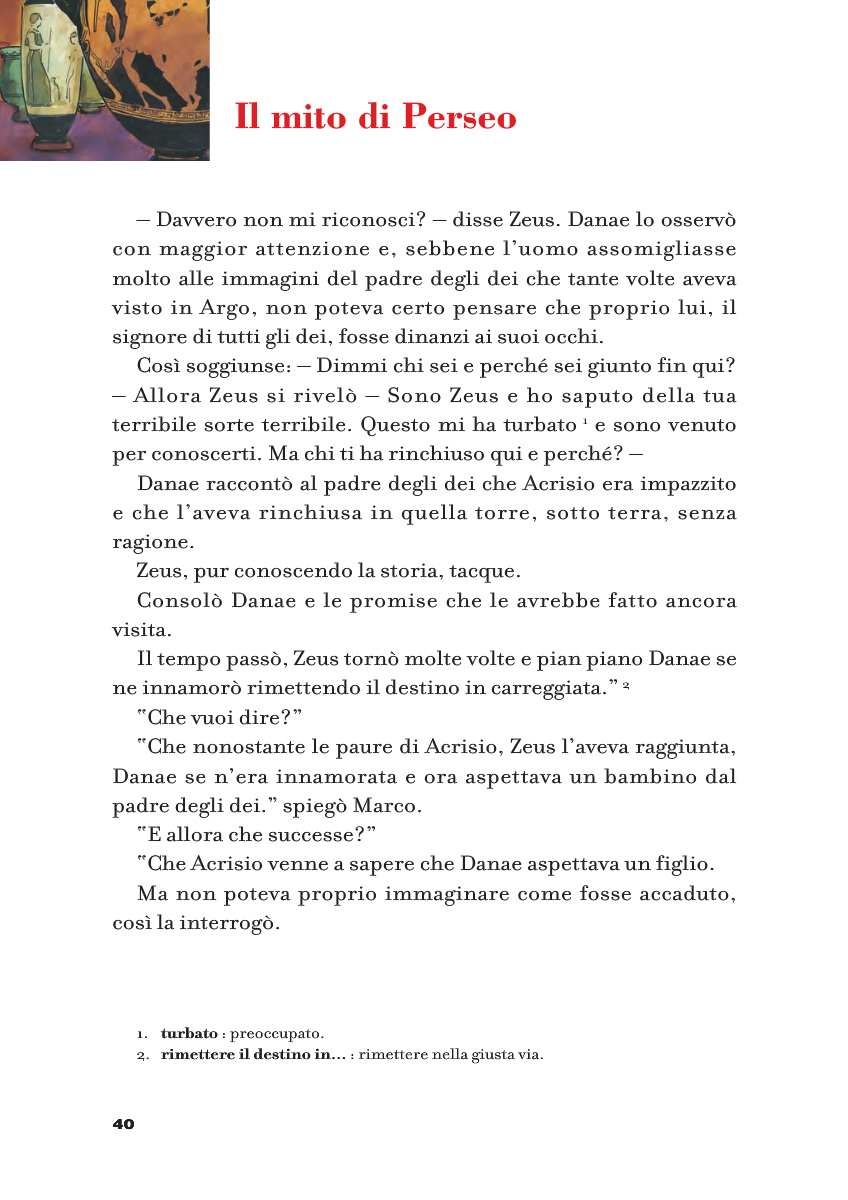 Il mito di Perseo
– Davvero non mi riconosci? – disse Zeus. Danae lo osservò
con maggior attenzione e, sebbene l’uomo assomigliasse
molto alle immagini del padre degli dei che tante volte aveva
visto in Argo, non poteva certo pensare che proprio lui, il
signore di tutti gli dei, fosse dinanzi ai suoi occhi.
Così soggiunse: – Dimmi chi sei e perché sei giunto fin qui?
– Allora Zeus si rivelò – Sono Zeus e ho saputo della tua
terribile sorte terribile. Questo mi ha turbato 1 e sono venuto
per conoscerti. Ma chi ti ha rinchiuso qui e perché? –
Danae raccontò al padre degli dei che Acrisio era impazzito
e che l’aveva rinchiusa in quella torre, sotto terra, senza
ragione.
Zeus, pur conoscendo la storia, tacque.
Consolò Danae e le promise che le avrebbe fatto ancora
visita.
Il tempo passò, Zeus tornò molte volte e pian piano Danae se
ne innamorò rimettendo il destino in carreggiata.” 2
“Che vuoi dire?”
“Che nonostante le paure di Acrisio, Zeus l’aveva raggiunta,
Danae se n’era innamorata e ora aspettava un bambino dal
padre degli dei.” spiegò Marco.
“E allora che successe?”
“Che Acrisio venne a sapere che Danae aspettava un figlio.
Ma non poteva proprio immaginare come fosse accaduto,
così la interrogò.
1. turbato : preoccupato.
2. rimettere il destino in... : rimettere nella giusta via.
40